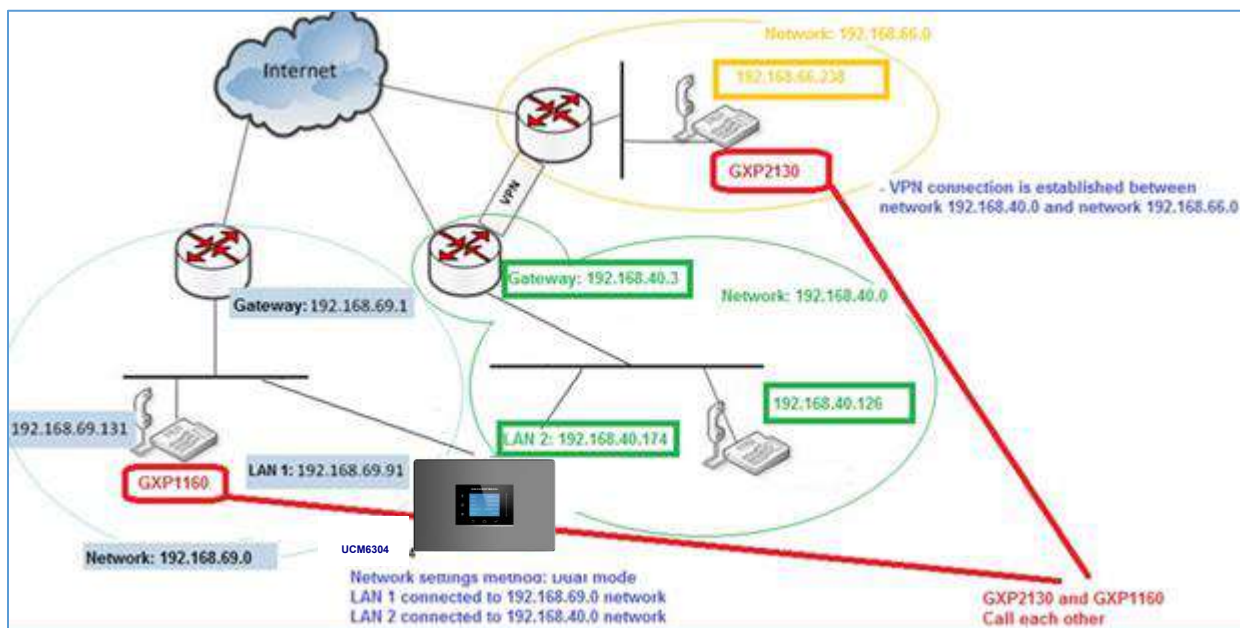 Network: 192.168.66.0
Internet
192.168.66.238
GXP2130
VPN
- VPN connection is established between
network 192.168.40.0 and network 192.168.66.0
Gateway: 192.168.40.3
Network: 192.168.40.0
Gateway: 192.168.69.1
192.168.40.126
192.168.69.131
LAN 2: 192.168.40.174
LAN 1: 192.168.69.91
GXP1160
UCM6304
4
Network: 192.168.69.0
Network settings method: Dual mode
LAN 1 connected to 192.168.69.0 network
LAN 2 connected to 192.168.40.0 network
GXP2130 and GXP1160
Call each other